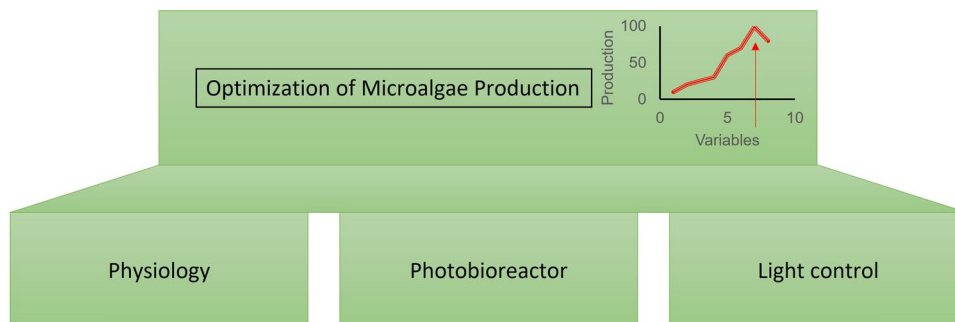 Optimization of Microalgae Production
Production
100
50
0
0
5
10
Variables
Physiology
Photobioreactor
Light control